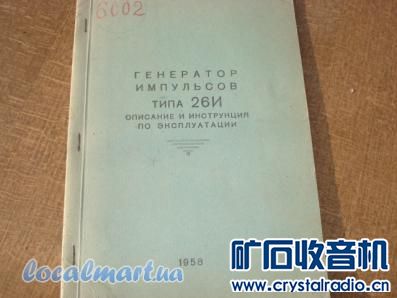 6002
ГЕНЕРАТОР
ИМПУЛЬСОВ
ТИПА 26И
ОПИСАНИЕ И ИНСТРУКЦИЯ
ПО ЭКСПЛУАТАЦИИ
1958
localmart.ua
矿石收音机
www.crystalradio.cn